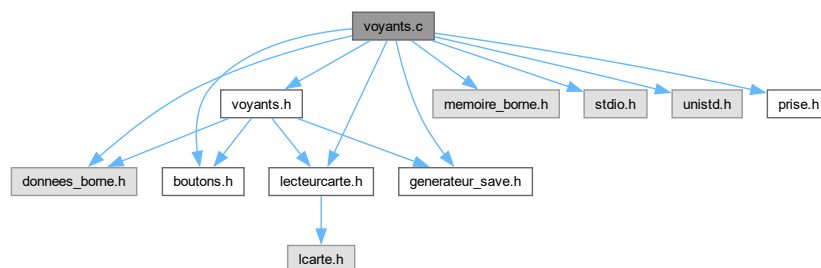 voyants.c
voyants.h
memoire_borne.h
stdio.h
unistd.h
prise.h
donnees_borne.h
boutons.h
lecteurcarte.h
generateur_save.h
lcarte.h